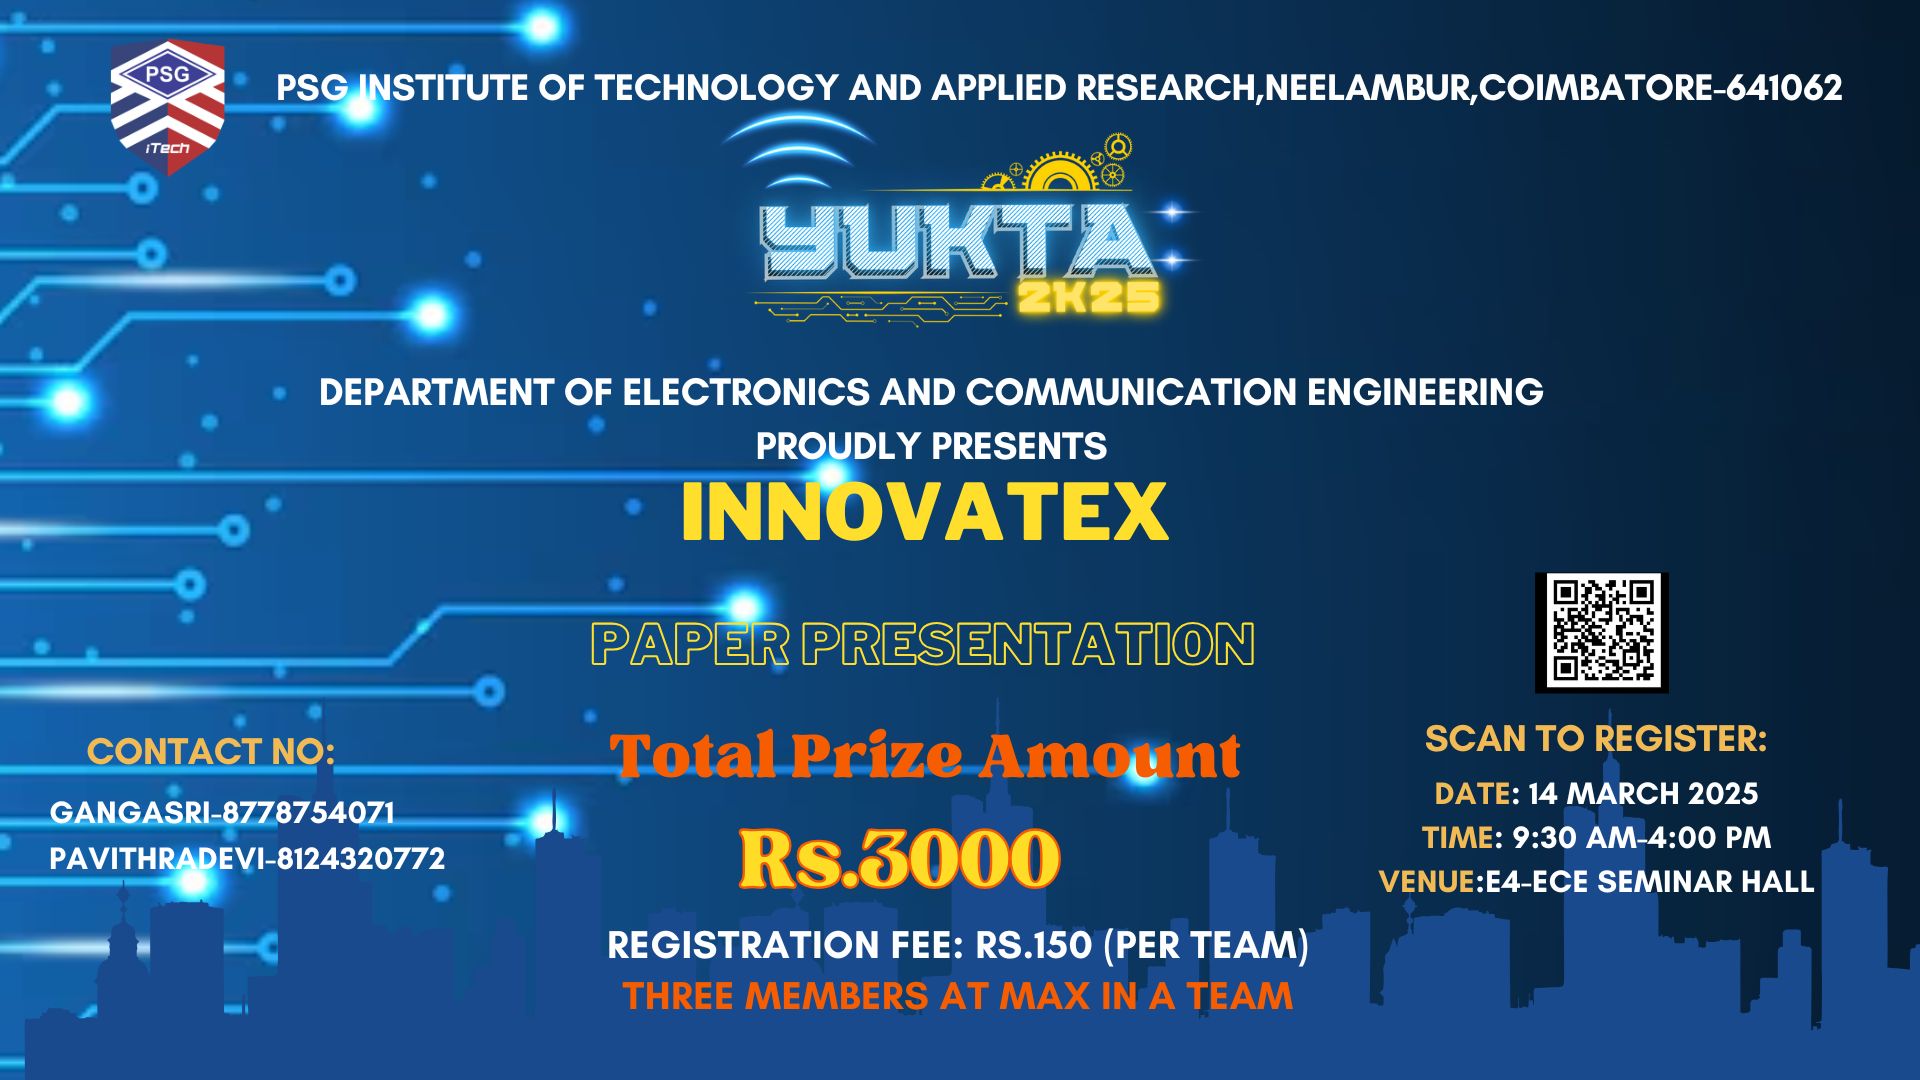 PSG
iTech
PSG INSTITUTE OF TECHNOLOGY AND APPLIED RESEARCH,NEELAMBUR,COIMBATORE-641062
YUKTA
2K25
DEPARTMENT OF ELECTRONICS AND COMMUNICATION ENGINEERING
PROUDLY PRESENTS
INNOVATEX
PAPER PRESENTATION
Total Prize Amount
Rs.3000
REGISTRATION FEE: RS.150 (PER TEAM)
THREE MEMBERS AT MAX IN A TEAM
CONTACT NO:
GANGASRI-8778754071
PAVITHRADEVI-8124320772
SCAN TO REGISTER:
DATE: 14 MARCH 2025
TIME: 9:30 AM-4:00 PM
VENUE:E4-ECE SEMINAR HALL